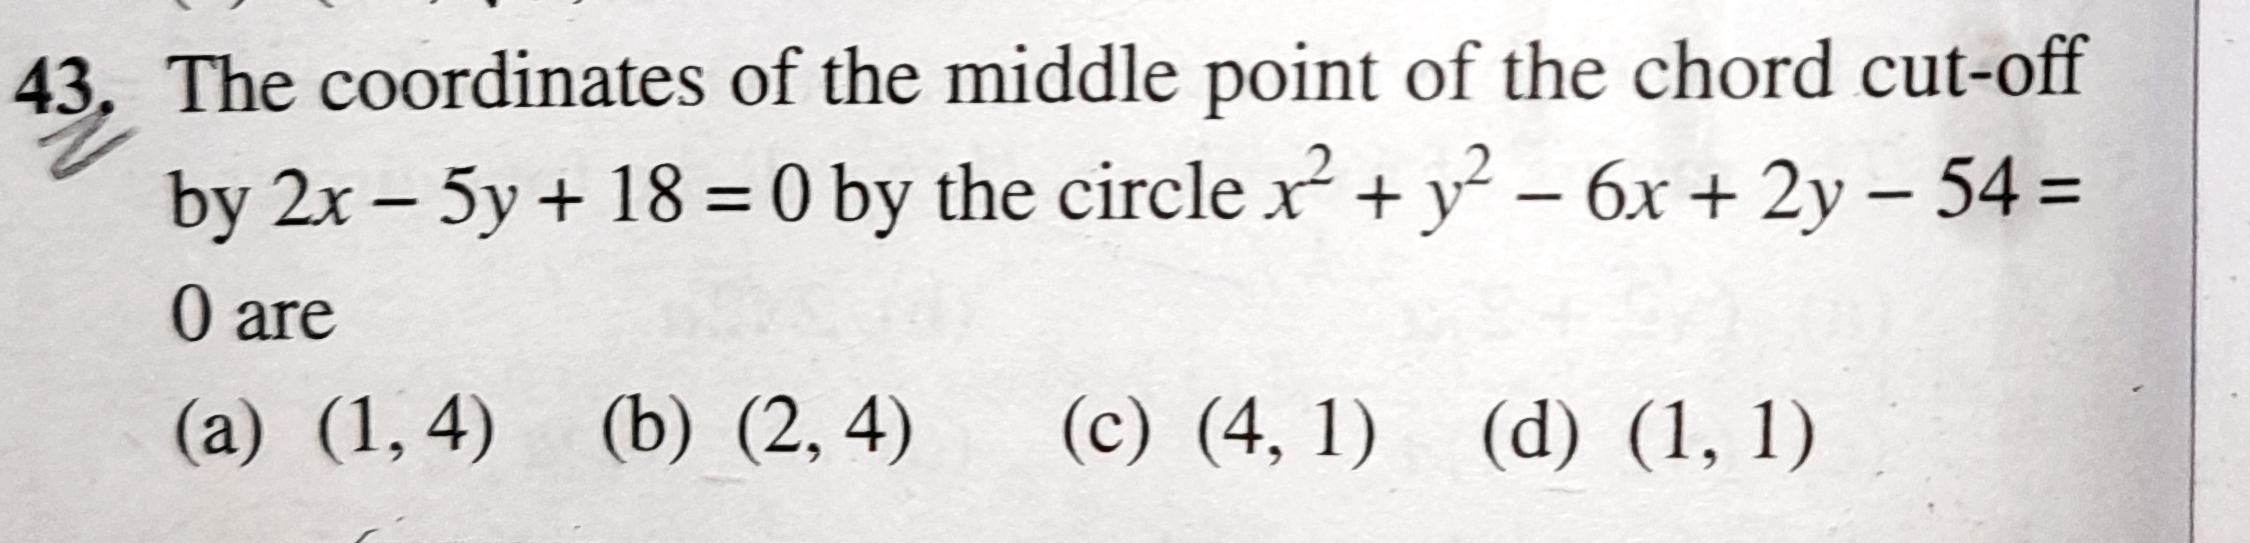 43. The coordinates of the middle point of the chord cut-off
by 2x – 5y + 18 = 0 by the circle x² + y² – 6x + 2y – 54 =
0 are
(a) (1, 4) (b) (2, 4) (c) (4, 1) (d) (1, 1)